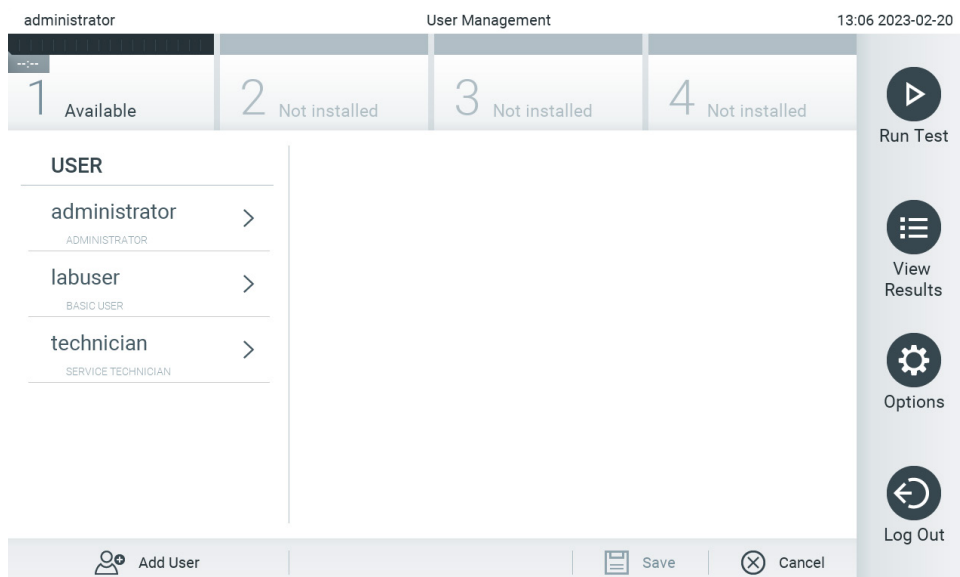 administrator User Management 13:06 2023-02-20
--:--
1 Available 2 Not installed 3 Not installed 4 Not installed
Run Test
USER
administrator
ADMINISTRATOR
labuser
BASIC USER
technician
SERVICE TECHNICIAN
View
Results
Options
Log Out
Add User Save Cancel